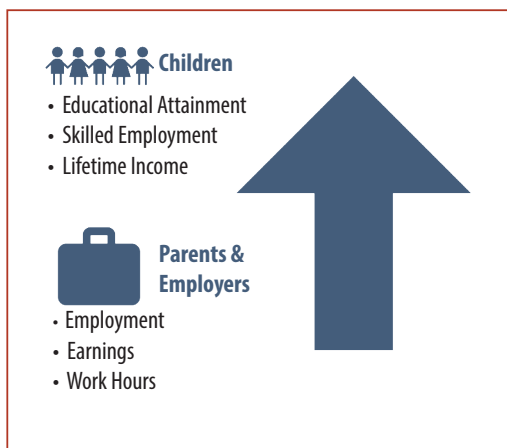 Children
• Educational Attainment
• Skilled Employment
• Lifetime Income
Parents &
Employers
• Employment
• Earnings
• Work Hours